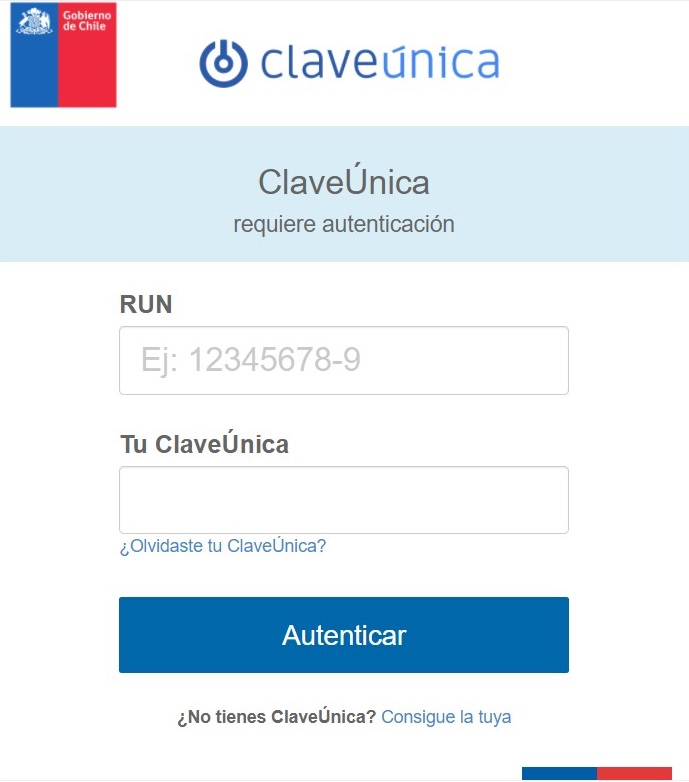 Gobierno
de Chile
claveúnica
ClaveÚnica
requiere autenticación
RUN
Ej: 12345678-9
Tu ClaveÚnica
¿Olvidaste tu ClaveÚnica?
Autenticar
¿No tienes ClaveÚnica? Consigue la tuya